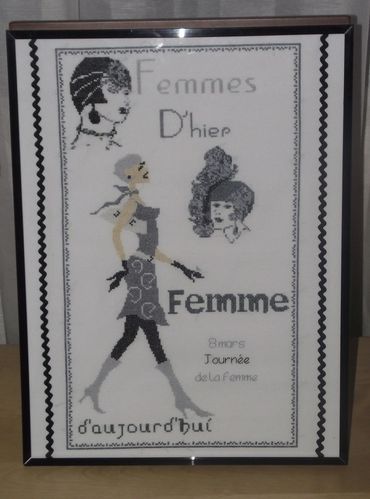 Femmes
D'hier
Femme
8 mars
Journée
de la femme
d'aujourd'hui